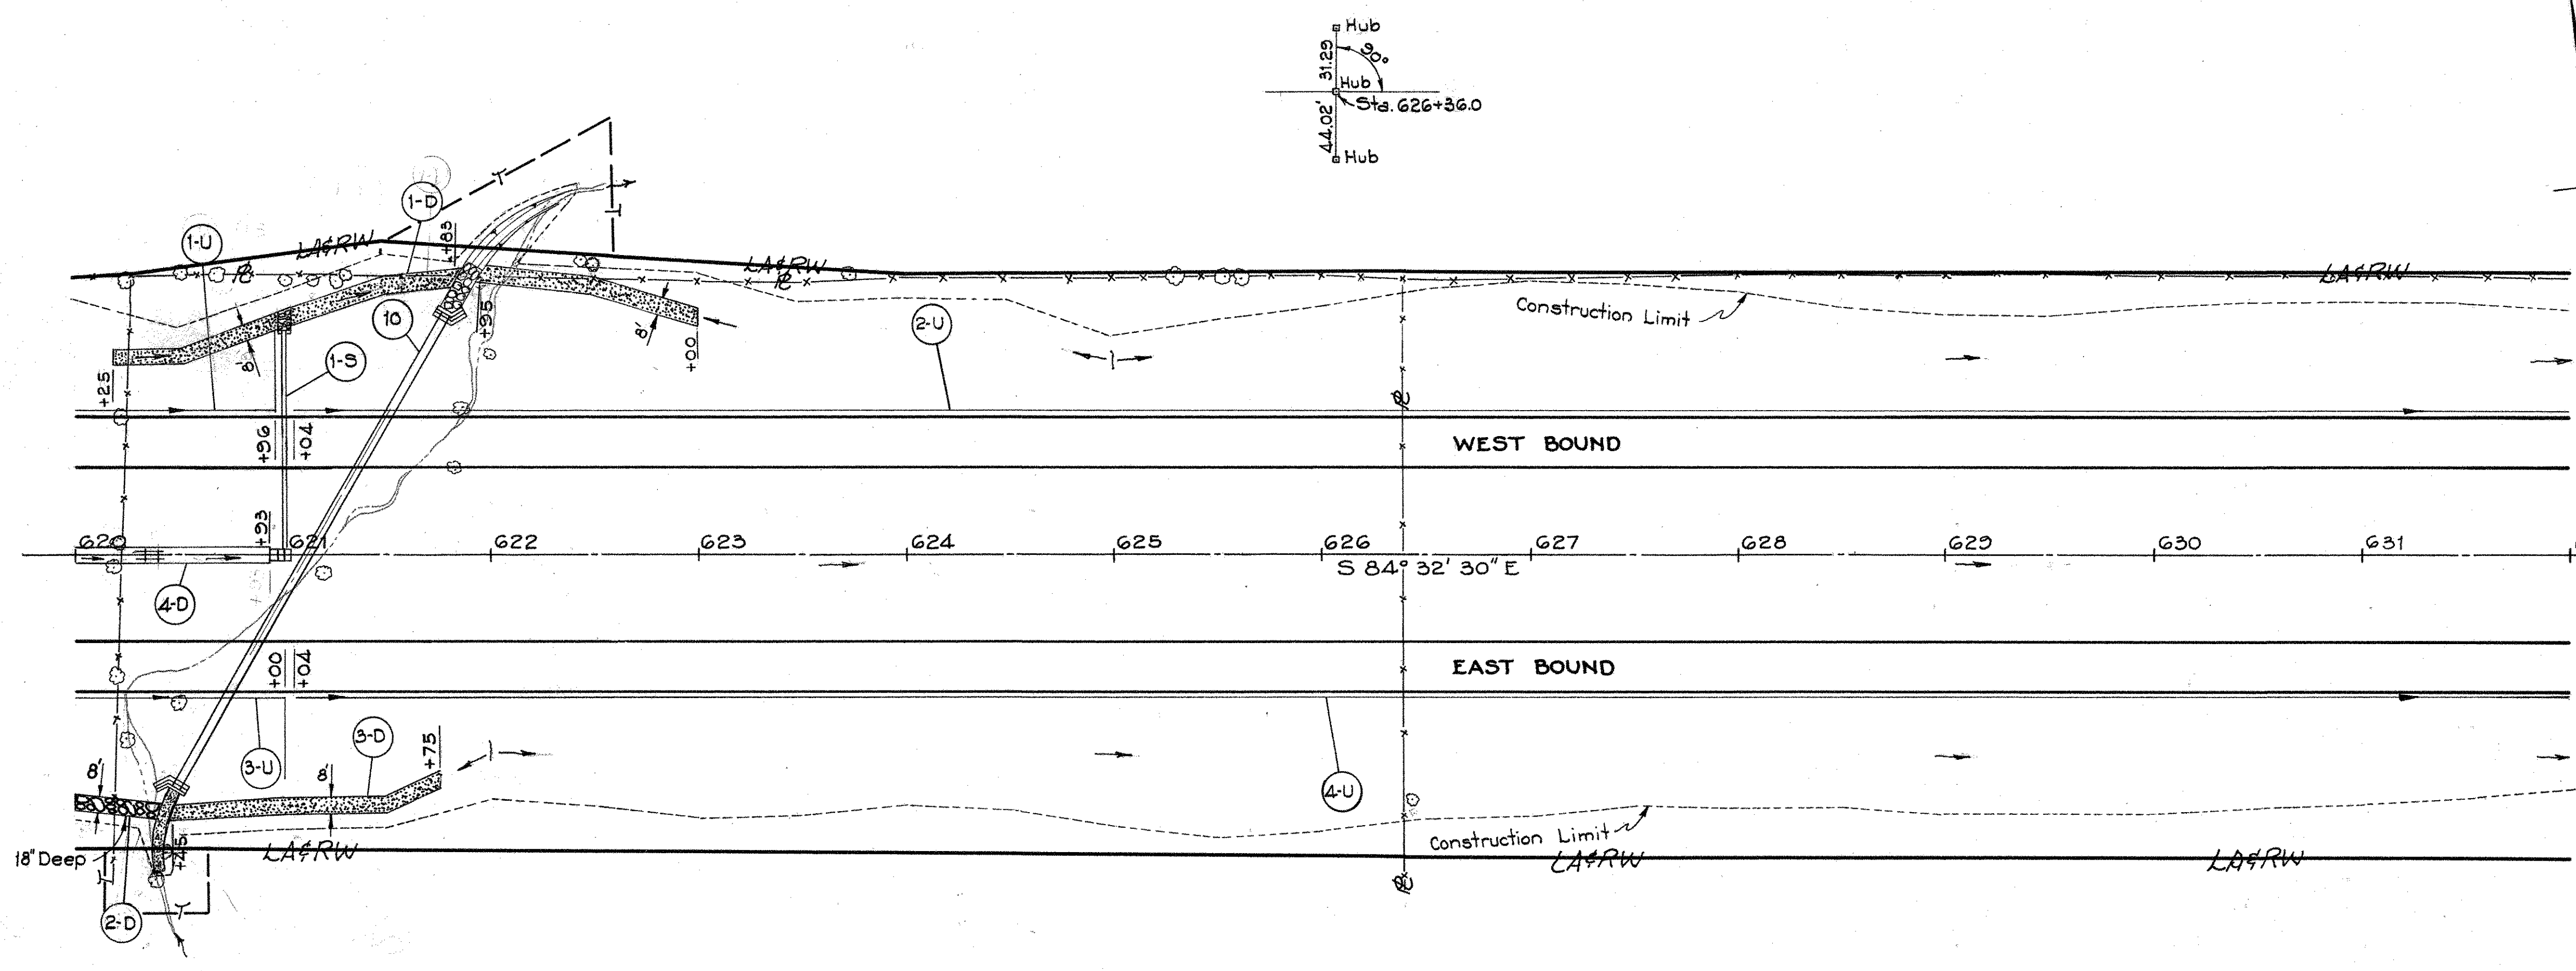 Hub
31.29
90°
Hub
Sta. 626+36.0
44.02'
Hub
1-D
1-U
LA&RW
+83
LA&RW
LA&RW
10
+95
8'
8'
+00
2-U
Construction Limit
1-S
+25
+96
+04
WEST BOUND
+93
620 621 622 623 624 625 626 627 628 629 630 631
S 84° 32' 30" E
4-D
+00
+04
EAST BOUND
3-D
+75
3-U
8'
8'
4-U
Construction Limit
18" Deep
+45
LA&RW
LA&RW
LA&RW
2-D